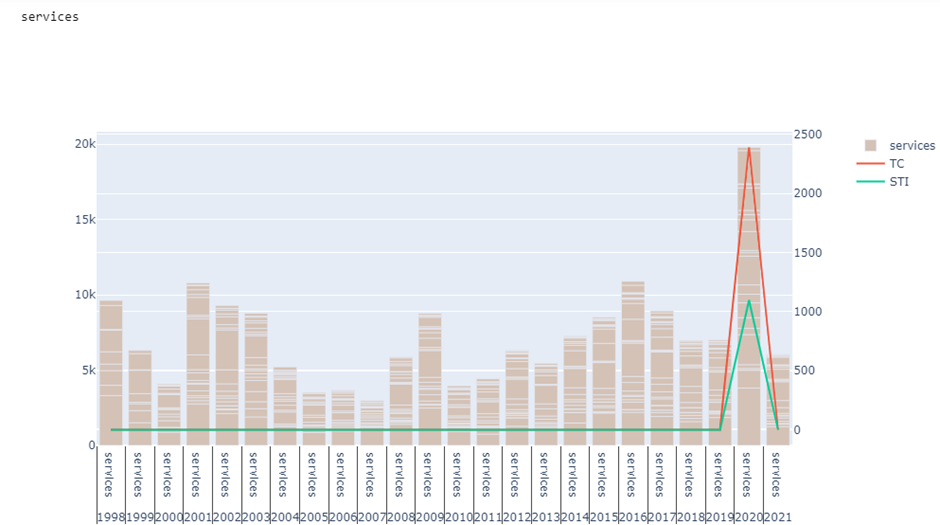 services
20k
15k
10k
5k
0
2500
2000
1500
1000
500
0
services
TC
STI
services services services services services services services services services services services services services services services services services services services services services services services services
1998 1999 2000 2001 2002 2003 2004 2005 2006 2007 2008 2009 2010 2011 2012 2013 2014 2015 2016 2017 2018 2019 2020 2021